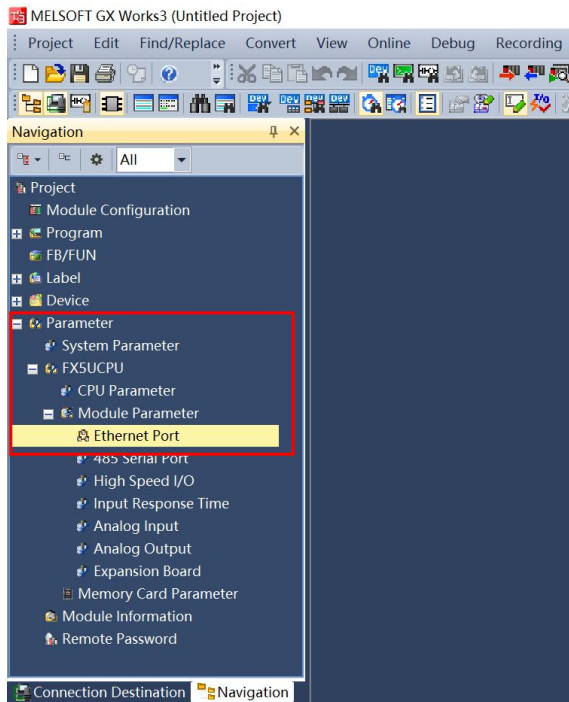 MELSOFT GX Works3 (Untitled Project)
Project Edit Find/Replace Convert View Online Debug Recording
Navigation
All
Project
Module Configuration
Program
FB/FUN
Label
Device
Parameter
System Parameter
FX5UCPU
CPU Parameter
Module Parameter
Ethernet Port
485 Serial Port
High Speed I/O
Input Response Time
Analog Input
Analog Output
Expansion Board
Memory Card Parameter
Module Information
Remote Password
Connection Destination Navigation